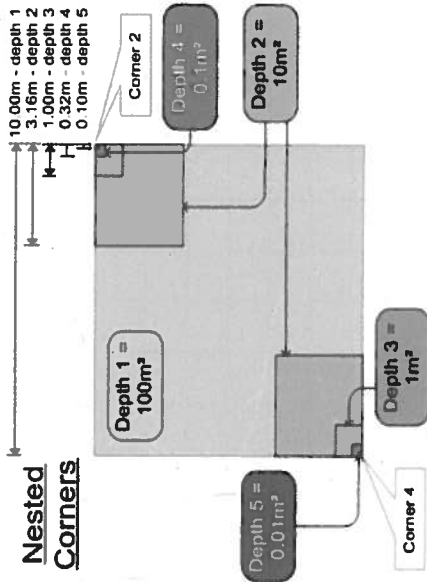 Nested
Corners
10.00m - depth 1
3.16m - depth 2
1.00m - depth 3
0.32m - depth 4
0.10m - depth 5
Corner 2
Depth 1 =
100m²
Depth 4 =
0.1m²
Depth 2 =
10m²
Depth 5 =
0.01m²
Depth 3 =
1m²
Corner 4